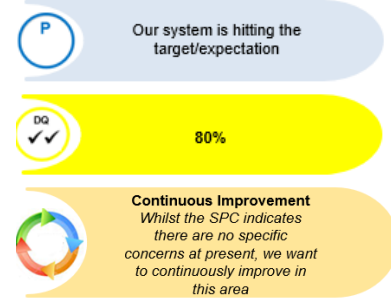 P
Our system is hitting the
target/expectation
DQ
80%
Continuous Improvement
Whilst the SPC indicates
there are no specific
concerns at present, we want
to continuously improve in
this area